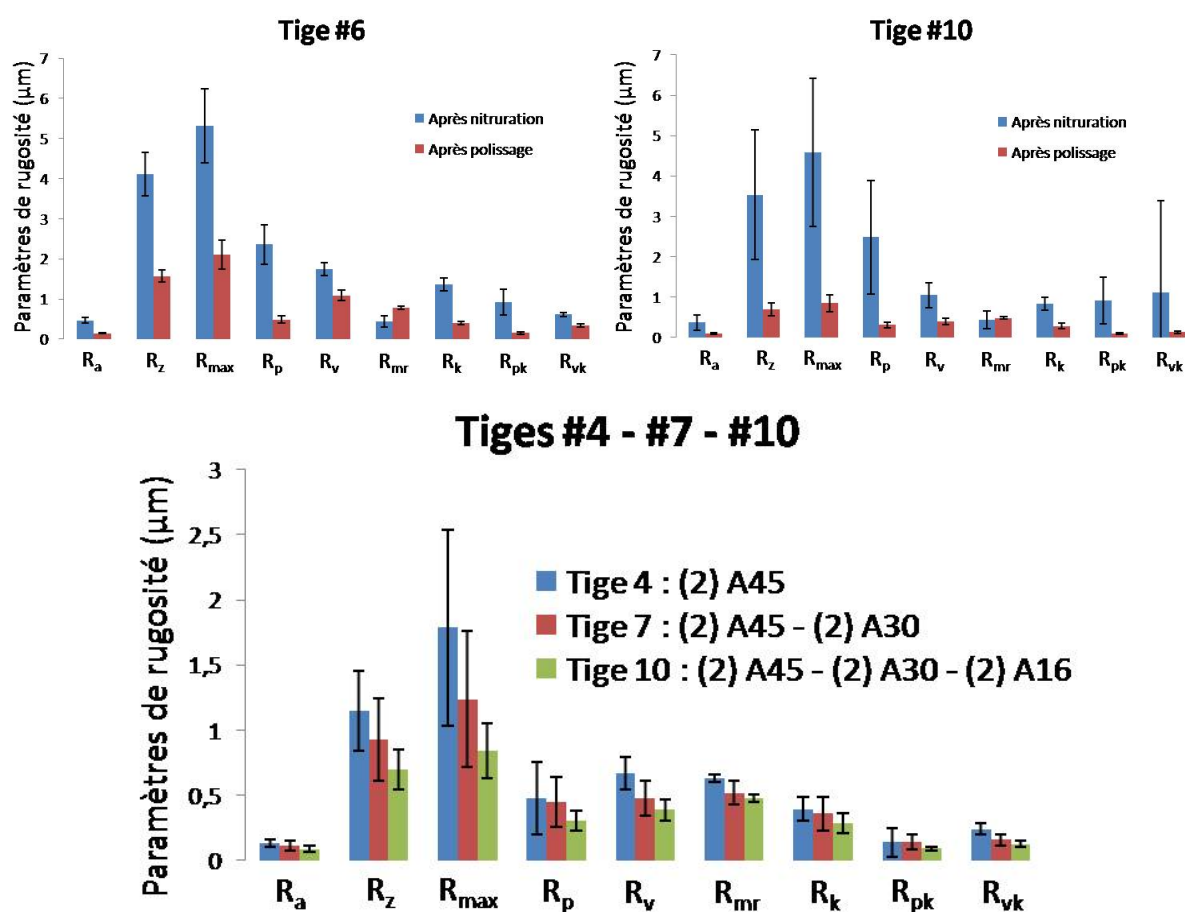 Tige #6
Paramètres de rugosité (µm)
7
6
5
4
3
2
1
0
Après nitruration
Après polissage
Ra Rz Rmax Rp Rv Rmr Rk Rpk Rvk
Tige #10
Paramètres de rugosité (µm)
7
6
5
4
3
2
1
0
Après nitruration
Après polissage
Ra Rz Rmax Rp Rv Rmr Rk Rpk Rvk
Tiges #4 - #7 - #10
Paramètres de rugosité (µm)
3
2,5
2
1,5
1
0,5
0
Tige 4 : (2) A45
Tige 7 : (2) A45 - (2) A30
Tige 10 : (2) A45 - (2) A30 - (2) A16
Ra Rz Rmax Rp Rv Rmr Rk Rpk Rvk